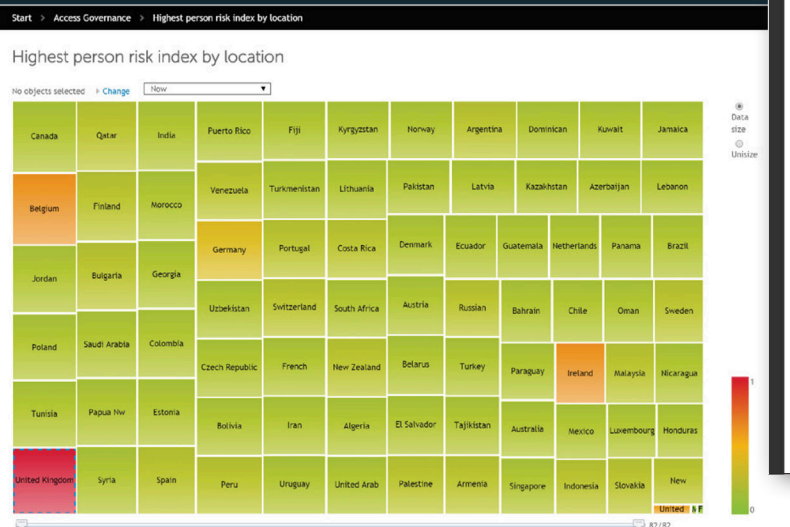 Start > Access Governance > Highest person risk index by location
Highest person risk index by location
No objects selected Change Now
Data size
Unisize
Canada Qatar India Puerto Rico Fiji Kyrgyzstan Norway Argentina Dominican Kuwait Jamaica
Belgium Finland Morocco Venezuela Turkmenistan Lithuania Pakistan Latvia Kazakhstan Azerbaijan Lebanon
Germany Portugal Costa Rica Denmark Ecuador Guatemala Netherlands Panama Brazil
Jordan Bulgaria Georgia
Uzbekistan Switzerland South Africa Austria Russian Bahrain Chile Oman Sweden
Poland Saudi Arabia Colombia
Czech Republic French New Zealand Belarus Turkey Paraguay Ireland Malaysia Nicaragua
Tunisia Papua Nw Estonia Bolivia Iran Algeria El Salvador Tajikistan Australia Mexico Luxembourg Honduras
United Kingdom Syria Spain Peru Uruguay United Arab Palestine Armenia Singapore Indonesia Slovakia New
United
1
0
82/82